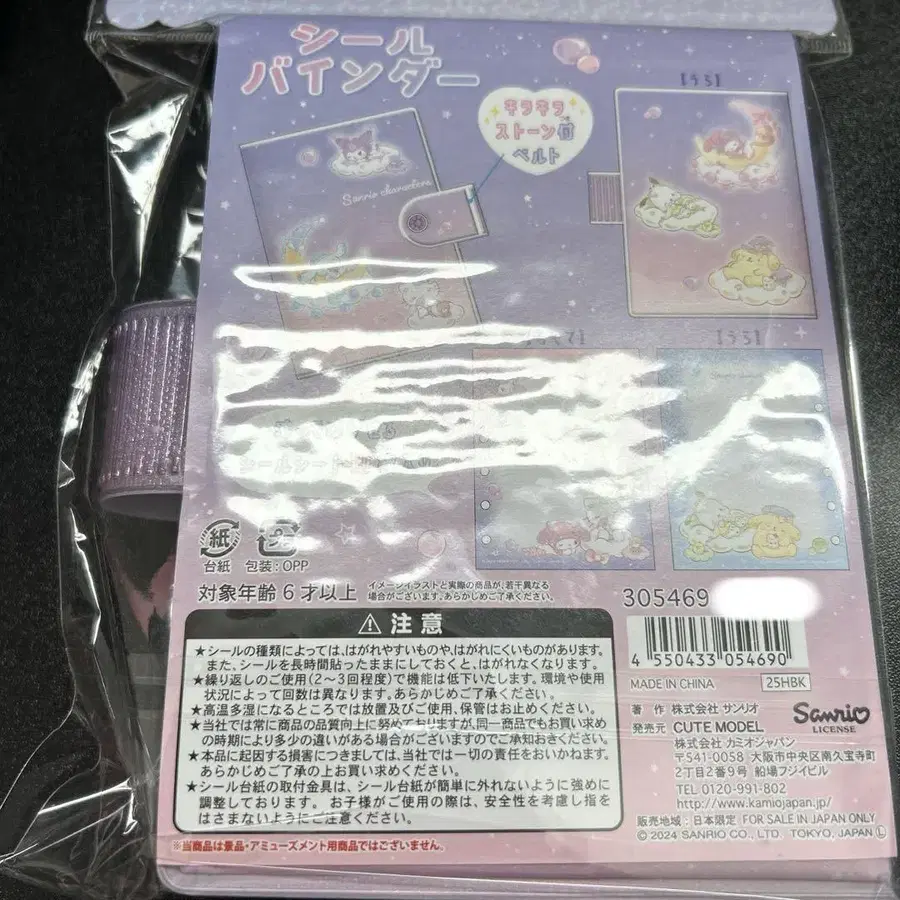 シール
バインダー
キラキラ
ストーン付
ベルト
【うら】
Sanrio characters
【うら】
紙
台紙
包装:OPP
対象年齢6才以上
イメージイラストと実際の商品が、若干異なる
場合がございます。あらかじめご了承ください。
305469
⚠注意
★シールの種類によっては、はがれやすいものや、はがれにくいものがあります。
また、シールを長時間貼ったままにしておくと、はがれなくなります。
★繰り返しのご使用(2〜3回程度)で機能は低下いたします。環境や使用
状況によって回数は異なります。あらかじめご了承ください。
★高温多湿になるところでは放置及びご使用、保管はお止めください。
★当社では常に商品の品質向上に努めておりますが、同一商品でもお買い求め
の時期により多少の違いがある場合がございますのでご承知おきください。
★本品に起因する損害につきましては、当社では一切の責任をおいかねます。
あらかじめご了承の上お買い求めください。
★シール台紙の取付金具は、シール台紙が簡単に外れないように強めに
調整しております。お子様がご使用の際は、安全性を考慮し指を
はさまないようにご注意ください。
※当商品は景品・アミューズメント用商品ではございません。
4 550433 054690
MADE IN CHINA
25HBK
著作 株式会社 サンリオ
発売元 CUTE MODEL
株式会社 カミオジャパン
〒541-0058 大阪市中央区南久宝寺町
2丁目2番9号 船場フジイビル
TEL 0120-991-802
http://www.kamiojapan.jp/
Sanrio
LICENSE
販売地域:日本限定 FOR SALE IN JAPAN ONLY
©2024 SANRIO CO., LTD. TOKYO, JAPAN Ⓛ